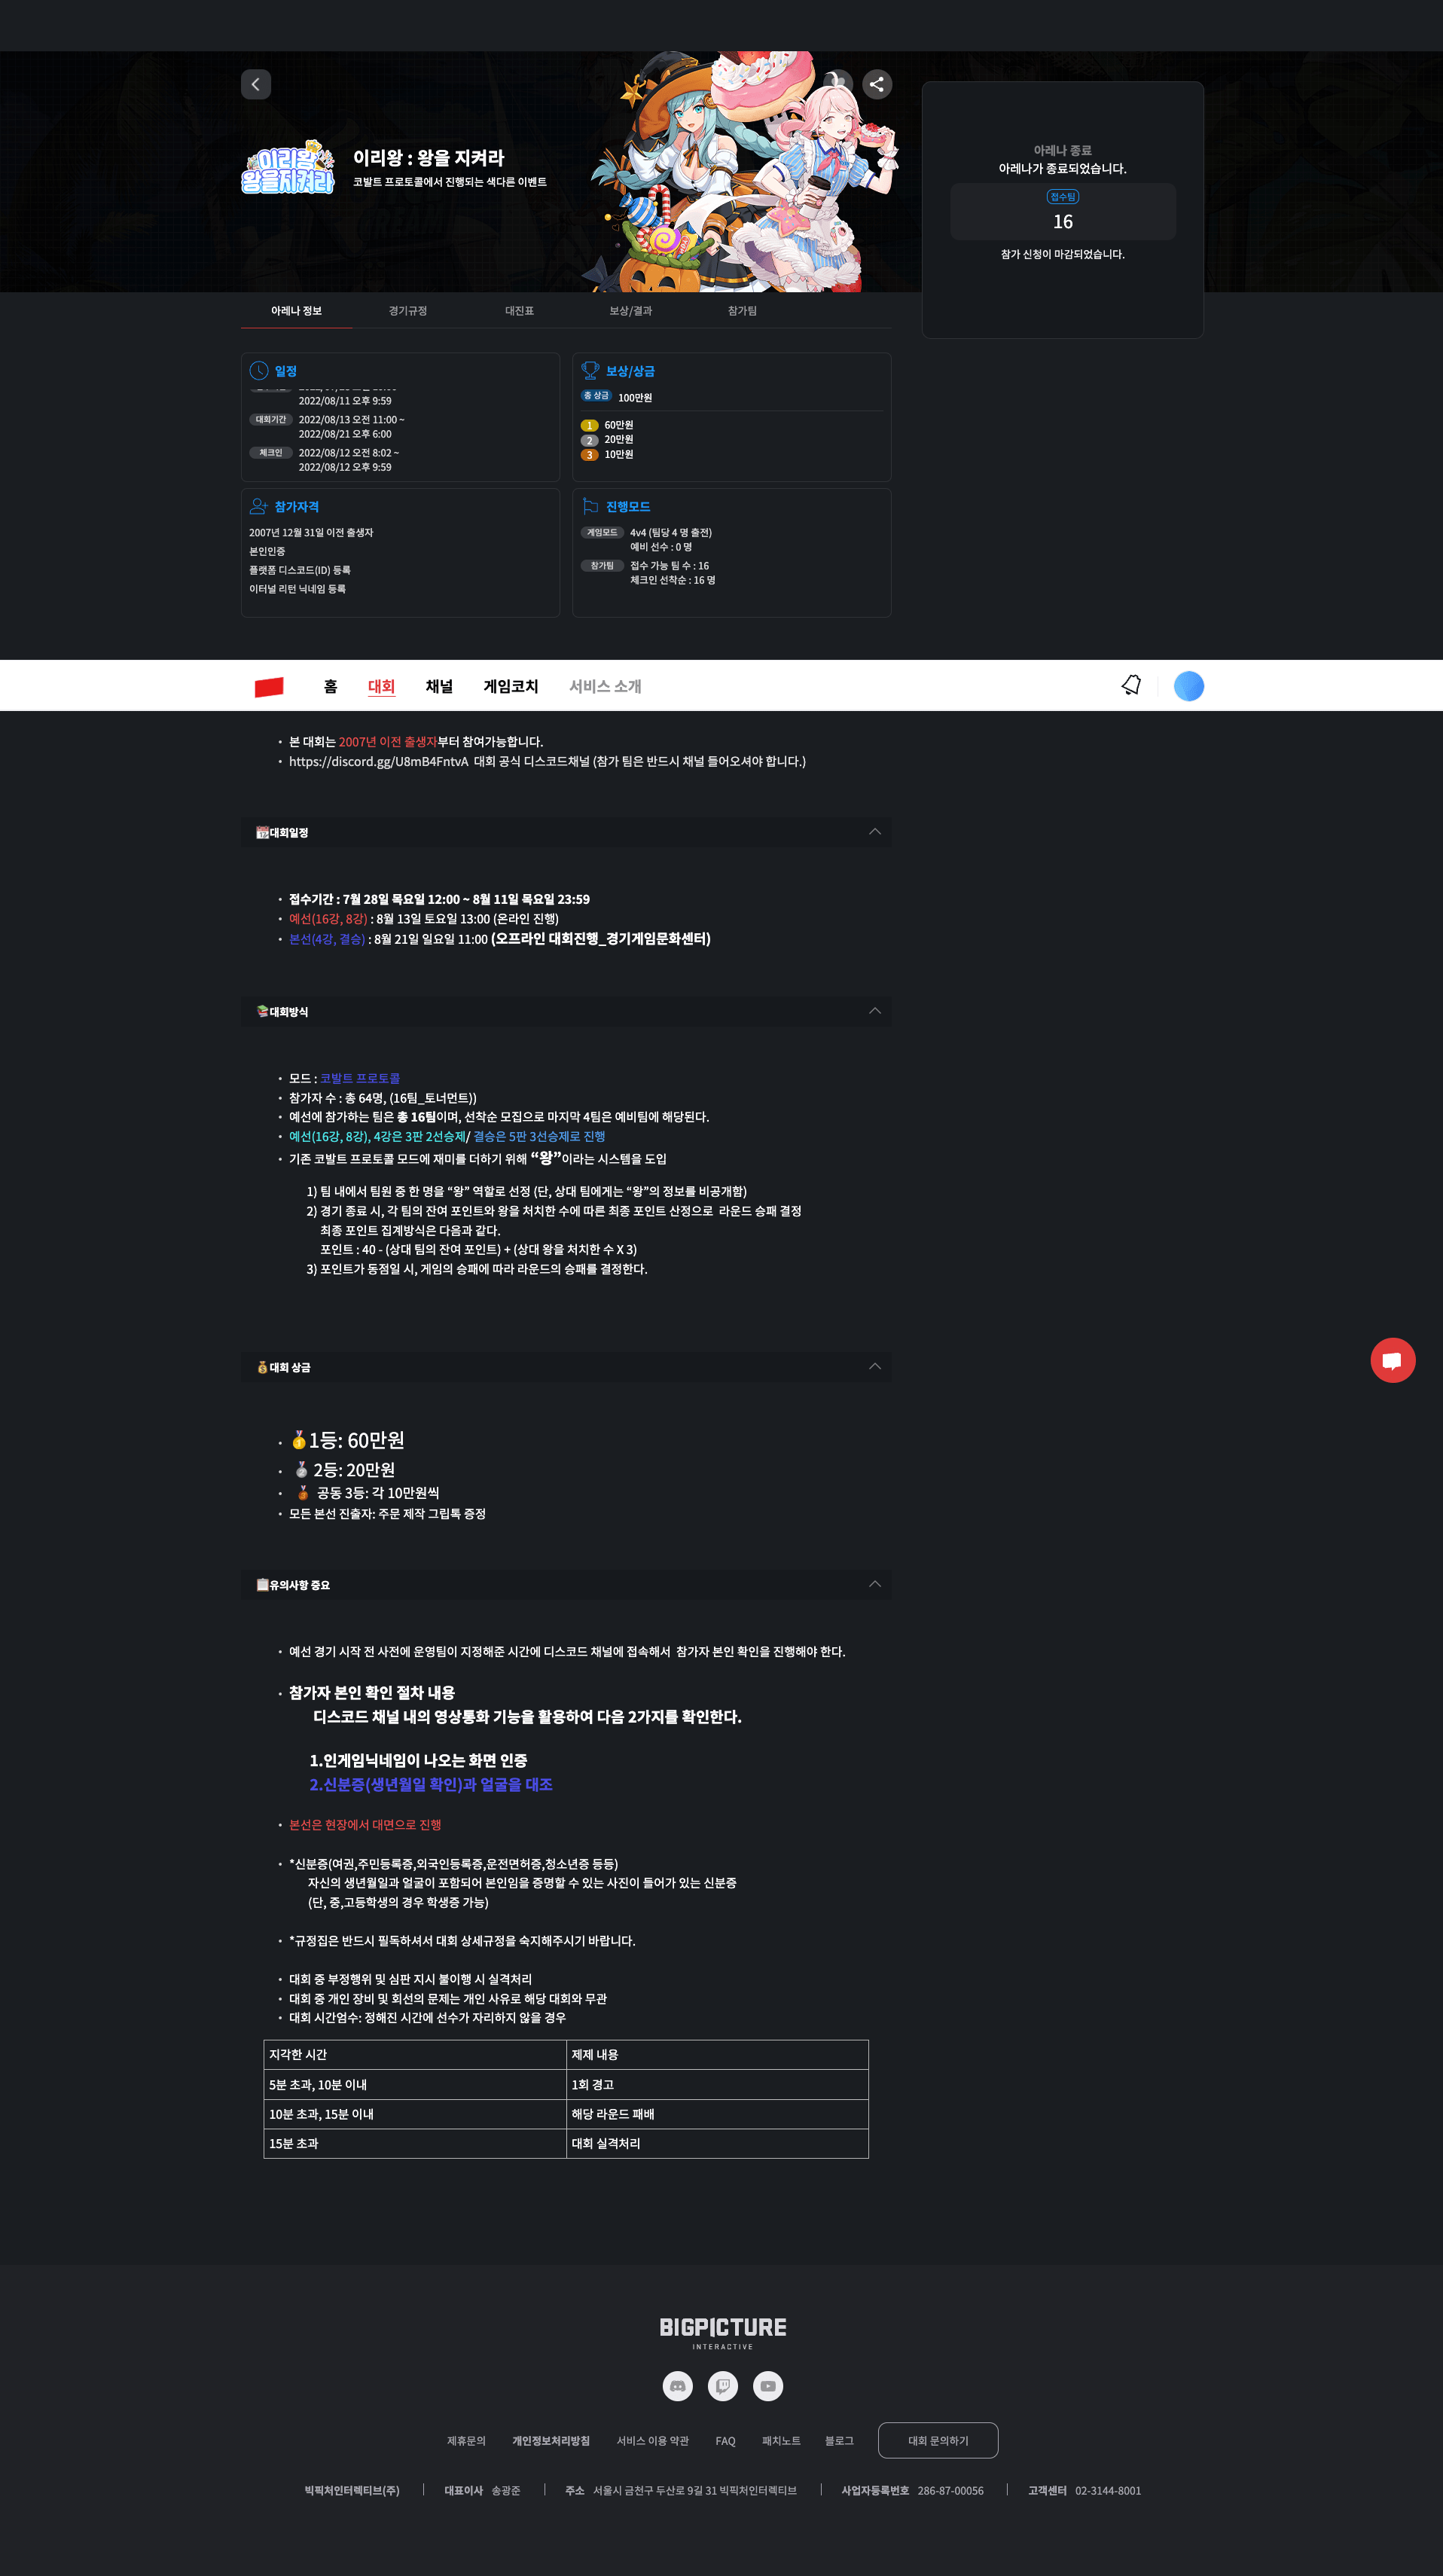 이리왕
왕을지켜라
이리왕 : 왕을 지켜라
코발트 프로토콜에서 진행되는 색다른 이벤트
아레나 종료
아레나가 종료되었습니다.
접수팀
16
참가 신청이 마감되었습니다.
아레나 정보 경기규정 대진표 보상/결과 참가팀
일정
2022/08/11 오후 9:59
대회기간 2022/08/13 오전 11:00 ~
2022/08/21 오후 6:00
체크인 2022/08/12 오전 8:02 ~
2022/08/12 오후 9:59
보상/상금
총 상금 100만원
1 60만원
2 20만원
3 10만원
참가자격
2007년 12월 31일 이전 출생자
본인인증
플랫폼 디스코드(ID) 등록
이터널 리턴 닉네임 등록
진행모드
게임모드 4v4 (팀당 4 명 출전)
예비 선수 : 0 명
참가팀 접수 가능 팀 수 : 16
체크인 선착순 : 16 명
홈 대회 채널 게임코치 서비스 소개
• 본 대회는 2007년 이전 출생자부터 참여가능합니다.
• https://discord.gg/U8mB4FntvA 대회 공식 디스코드채널 (참가 팀은 반드시 채널 들어오셔야 합니다.)
📆대회일정
• 접수기간 : 7월 28일 목요일 12:00 ~ 8월 11일 목요일 23:59
• 예선(16강, 8강) : 8월 13일 토요일 13:00 (온라인 진행)
• 본선(4강, 결승) : 8월 21일 일요일 11:00 (오프라인 대회진행_경기게임문화센터)
📚대회방식
• 모드 : 코발트 프로토콜
• 참가자 수 : 총 64명, (16팀_토너먼트))
• 예선에 참가하는 팀은 총 16팀이며, 선착순 모집으로 마지막 4팀은 예비팀에 해당된다.
• 예선(16강, 8강), 4강은 3판 2선승제/ 결승은 5판 3선승제로 진행
• 기존 코발트 프로토콜 모드에 재미를 더하기 위해 “왕”이라는 시스템을 도입
1) 팀 내에서 팀원 중 한 명을 “왕” 역할로 선정 (단, 상대 팀에게는 “왕”의 정보를 비공개함)
2) 경기 종료 시, 각 팀의 잔여 포인트와 왕을 처치한 수에 따른 최종 포인트 산정으로 라운드 승패 결정
최종 포인트 집계방식은 다음과 같다.
포인트 : 40 - (상대 팀의 잔여 포인트) + (상대 왕을 처치한 수 X 3)
3) 포인트가 동점일 시, 게임의 승패에 따라 라운드의 승패를 결정한다.
💰대회 상금
• 🥇1등: 60만원
• 🥈 2등: 20만원
• 🥉 공동 3등: 각 10만원씩
• 모든 본선 진출자: 주문 제작 그립톡 증정
📋유의사항 중요
• 예선 경기 시작 전 사전에 운영팀이 지정해준 시간에 디스코드 채널에 접속해서 참가자 본인 확인을 진행해야 한다.
• 참가자 본인 확인 절차 내용
디스코드 채널 내의 영상통화 기능을 활용하여 다음 2가지를 확인한다.
1.인게임닉네임이 나오는 화면 인증
2.신분증(생년월일 확인)과 얼굴을 대조
• 본선은 현장에서 대면으로 진행
• *신분증(여권,주민등록증,외국인등록증,운전면허증,청소년증 등등)
자신의 생년월일과 얼굴이 포함되어 본인임을 증명할 수 있는 사진이 들어가 있는 신분증
(단, 중,고등학생의 경우 학생증 가능)
• *규정집은 반드시 필독하셔서 대회 상세규정을 숙지해주시기 바랍니다.
• 대회 중 부정행위 및 심판 지시 불이행 시 실격처리
• 대회 중 개인 장비 및 회선의 문제는 개인 사유로 해당 대회와 무관
• 대회 시간엄수: 정해진 시간에 선수가 자리하지 않을 경우
지각한 시간 제제 내용
5분 초과, 10분 이내 1회 경고
10분 초과, 15분 이내 해당 라운드 패배
15분 초과 대회 실격처리
BIGPICTURE
INTERACTIVE
제휴문의 개인정보처리방침 서비스 이용 약관 FAQ 패치노트 블로그 대회 문의하기
빅픽처인터렉티브(주) 대표이사 송광준 주소 서울시 금천구 두산로 9길 31 빅픽처인터렉티브 사업자등록번호 286-87-00056 고객센터 02-3144-8001